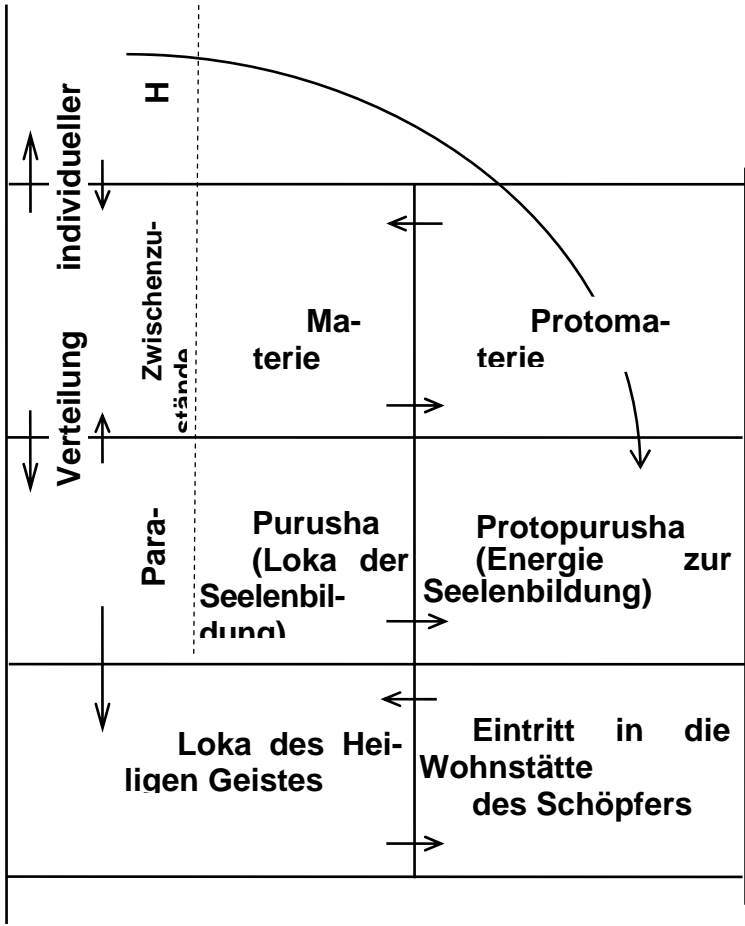 Verteilung individueller
H
Zwischenzu-
stände
Para-
Ma-
terie
Protoma-
terie
Purusha
(Loka der
Seelenbil-
dung)
Protopurusha
(Energie zur
Seelenbildung)
Loka des Hei-
ligen Geistes
Eintritt in die
Wohnstätte
des Schöpfers